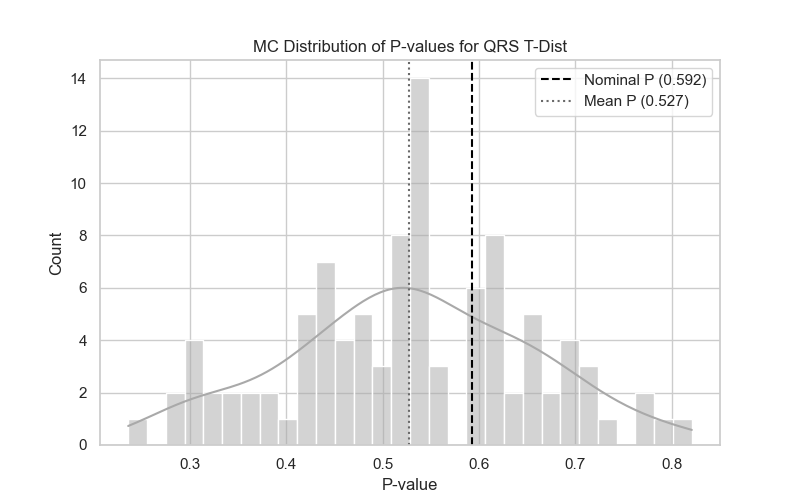 MC Distribution of P-values for QRS T-Dist
Nominal P (0.592)
Mean P (0.527)
Count
14
12
10
8
6
4
2
0
0.3 0.4 0.5 0.6 0.7 0.8
P-value